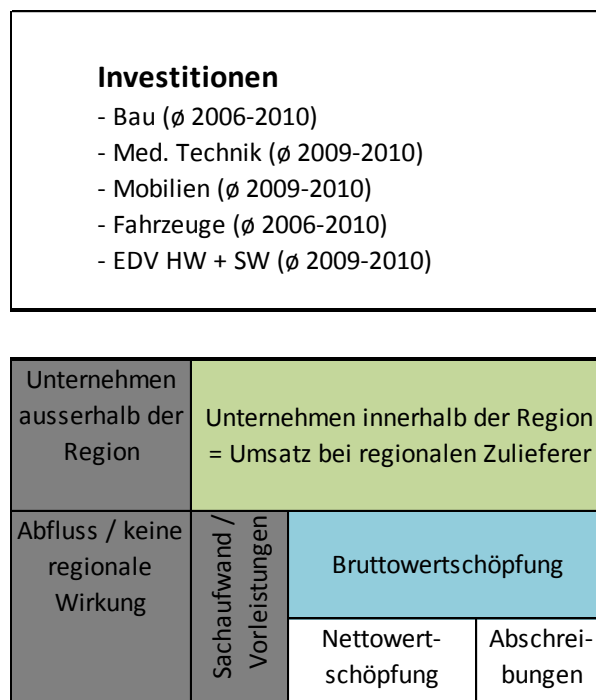 Investitionen
- Bau (ø 2006-2010)
- Med. Technik (ø 2009-2010)
- Mobilien (ø 2009-2010)
- Fahrzeuge (ø 2006-2010)
- EDV HW + SW (ø 2009-2010)
Unternehmen
ausserhalb der
Region
Unternehmen innerhalb der Region
= Umsatz bei regionalen Zulieferer
Abfluss / keine
regionale
Wirkung
Sachaufwand /
Vorleistungen
Bruttowertschöpfung
Nettowert-
schöpfung
Abschrei-
bungen